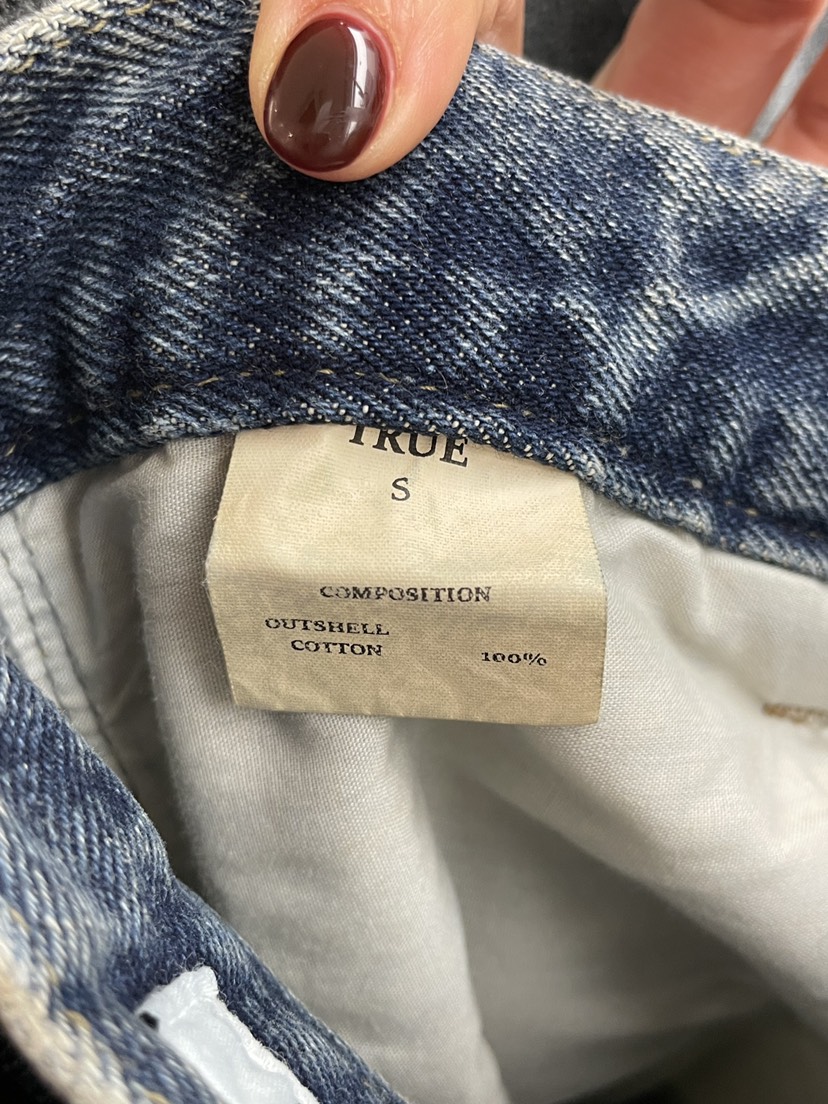 TRUE
S
COMPOSITION
OUTSHELL
COTTON 100%